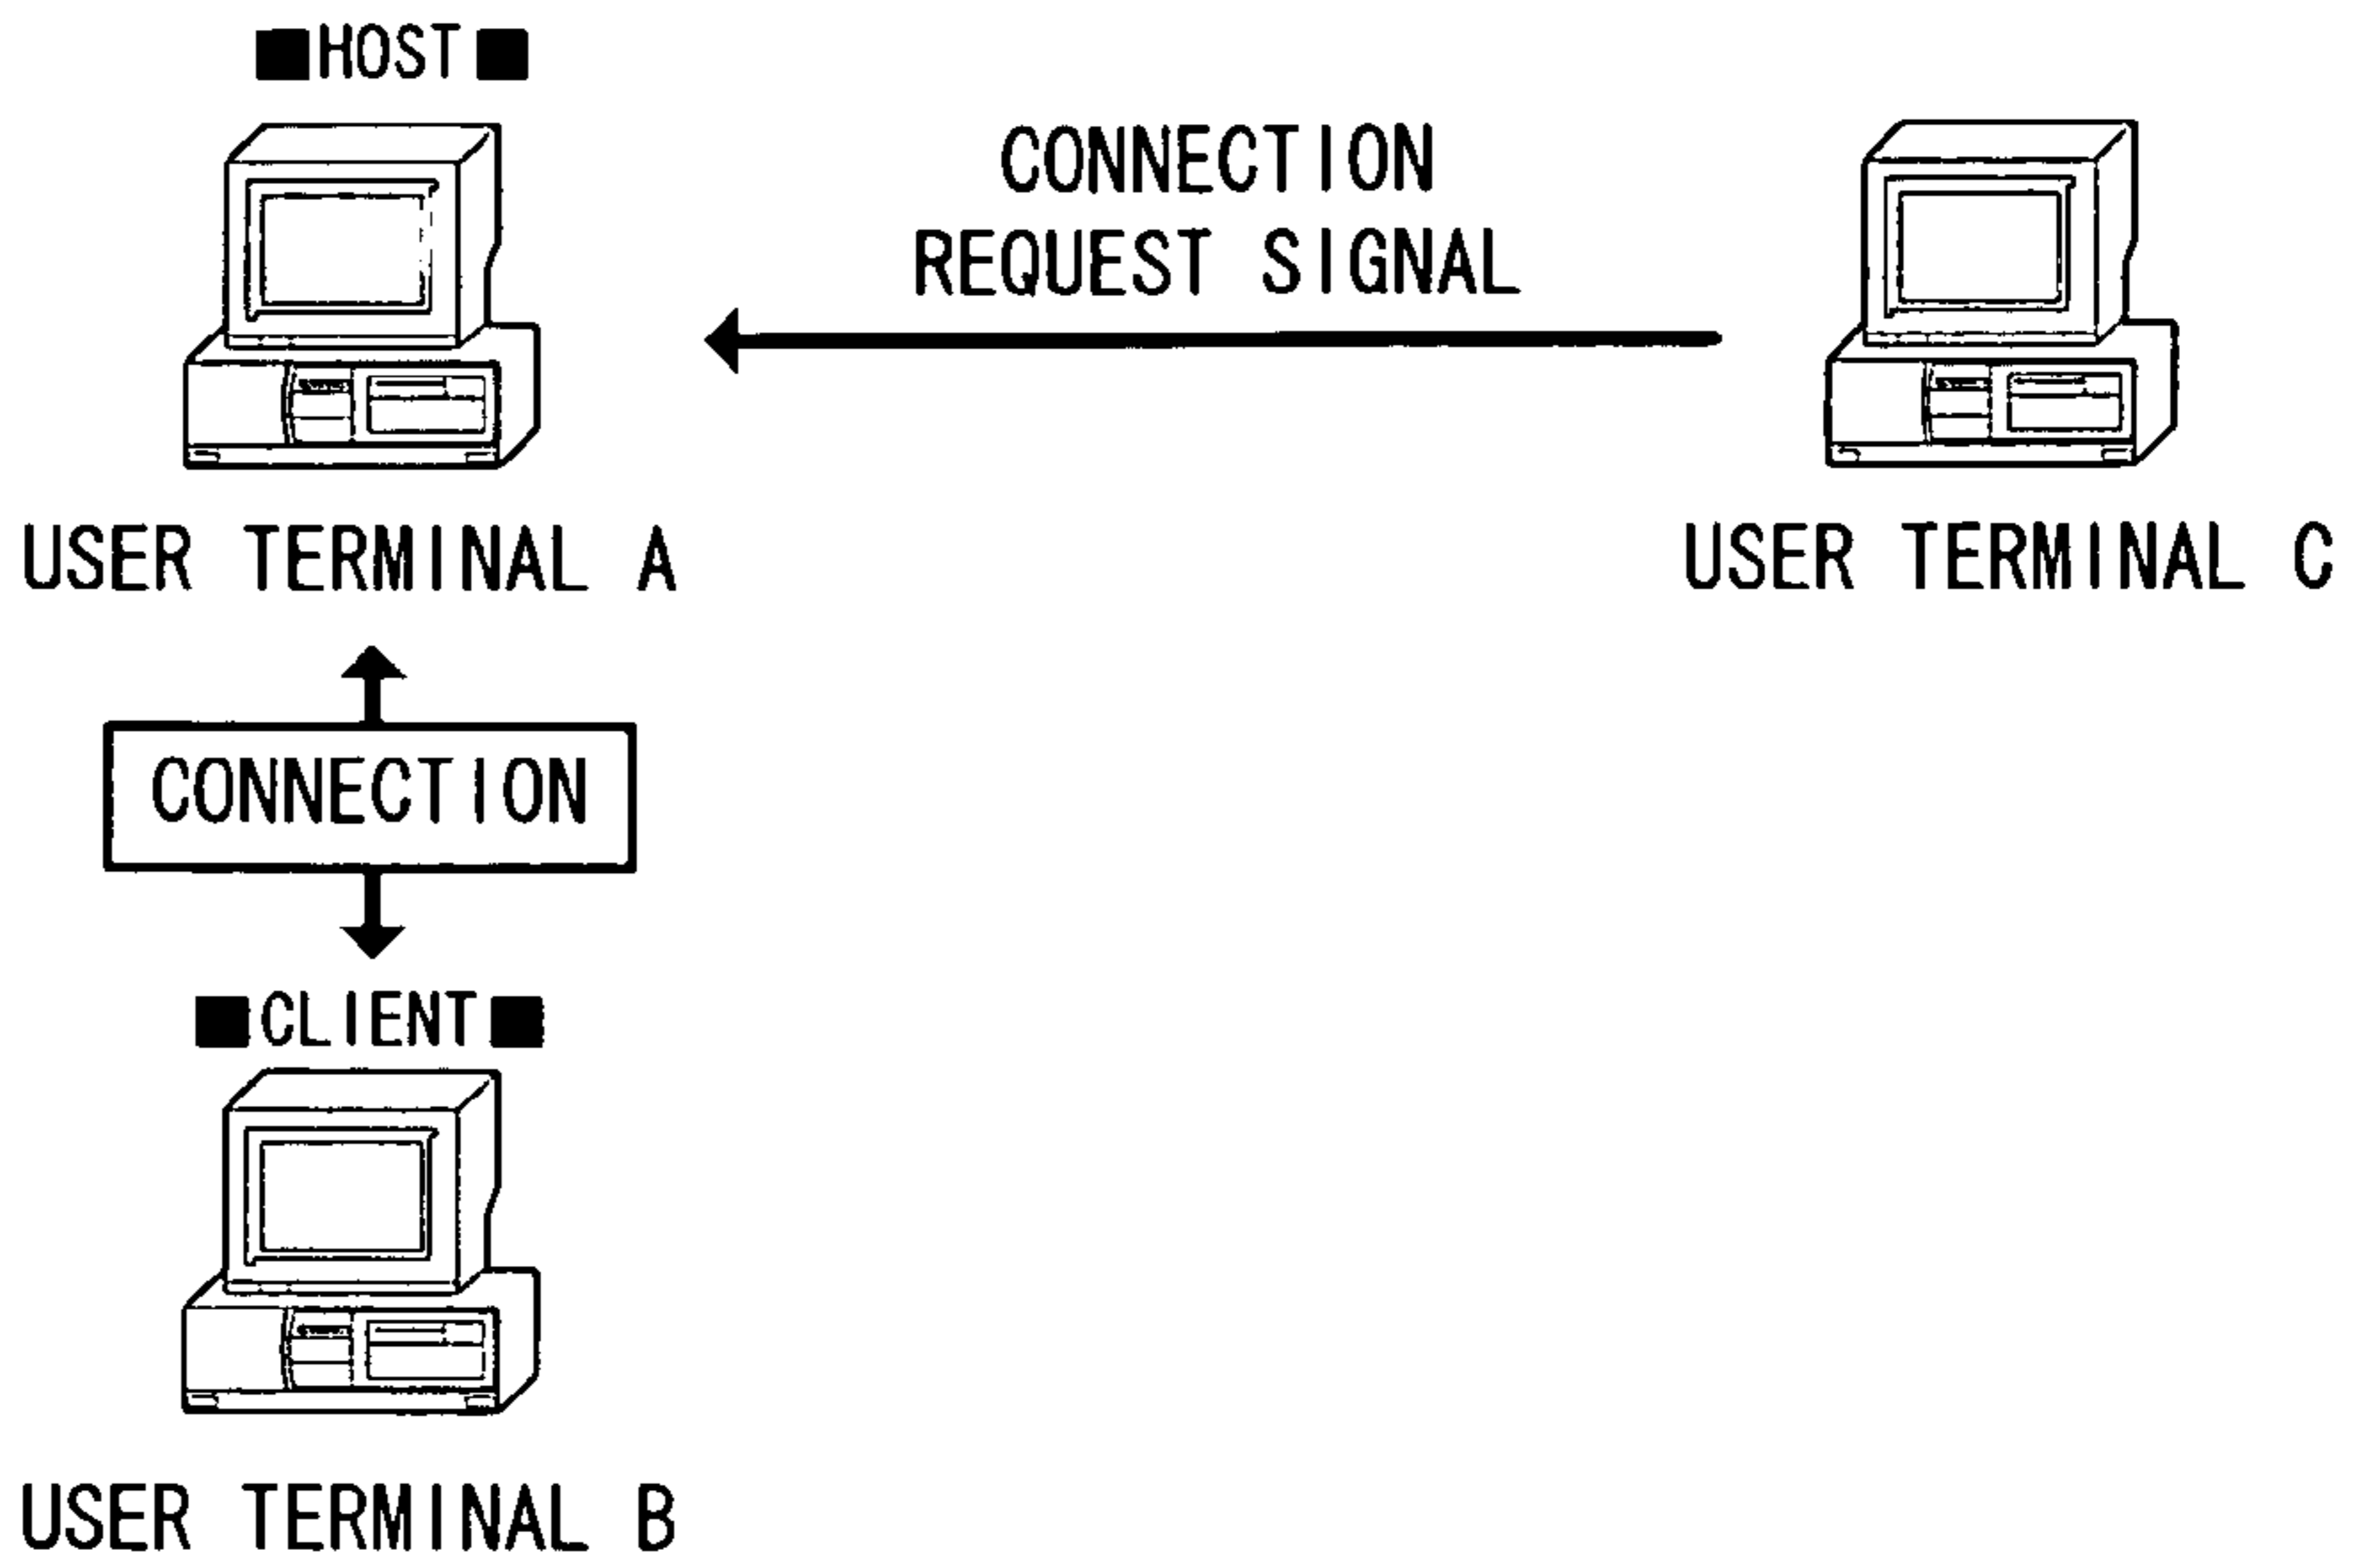 ■HOST■
CONNECTION
REQUEST SIGNAL
USER TERMINAL A
USER TERMINAL C
CONNECTION
■CLIENT■
USER TERMINAL B